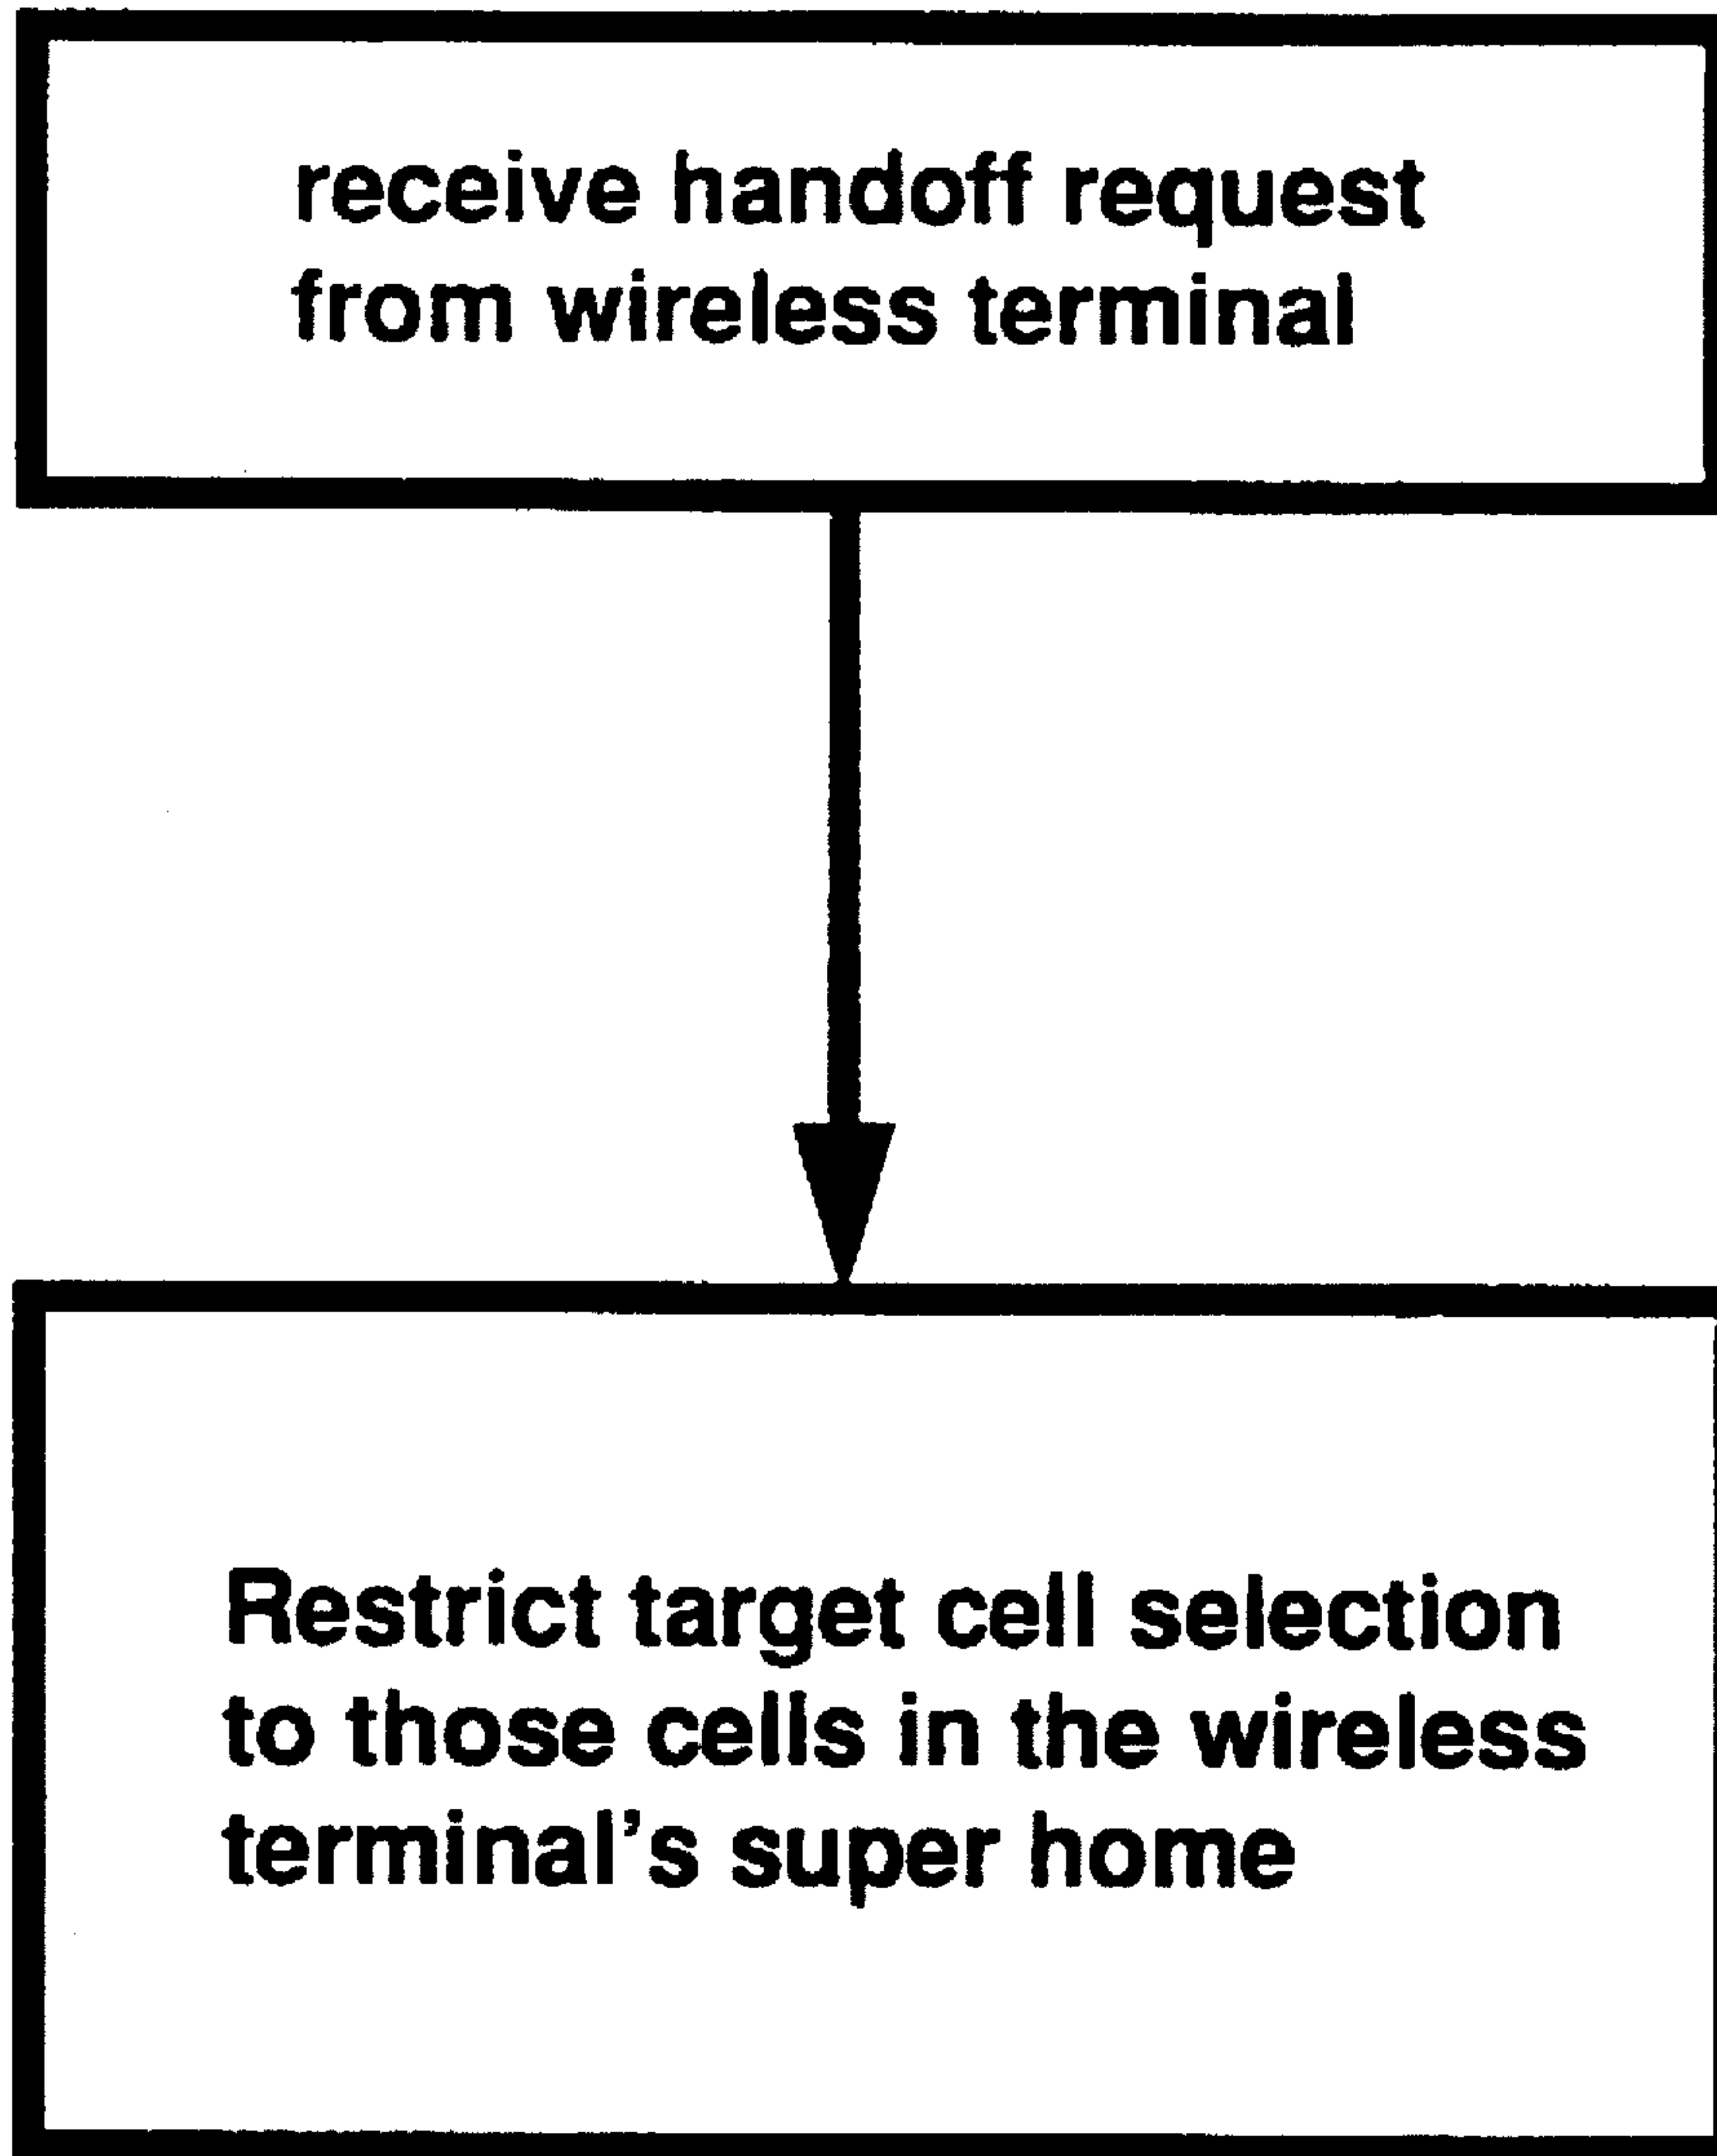 receive handoff request
from wireless terminal
Restrict target cell selection
to those cells in the wireless
terminal's super home